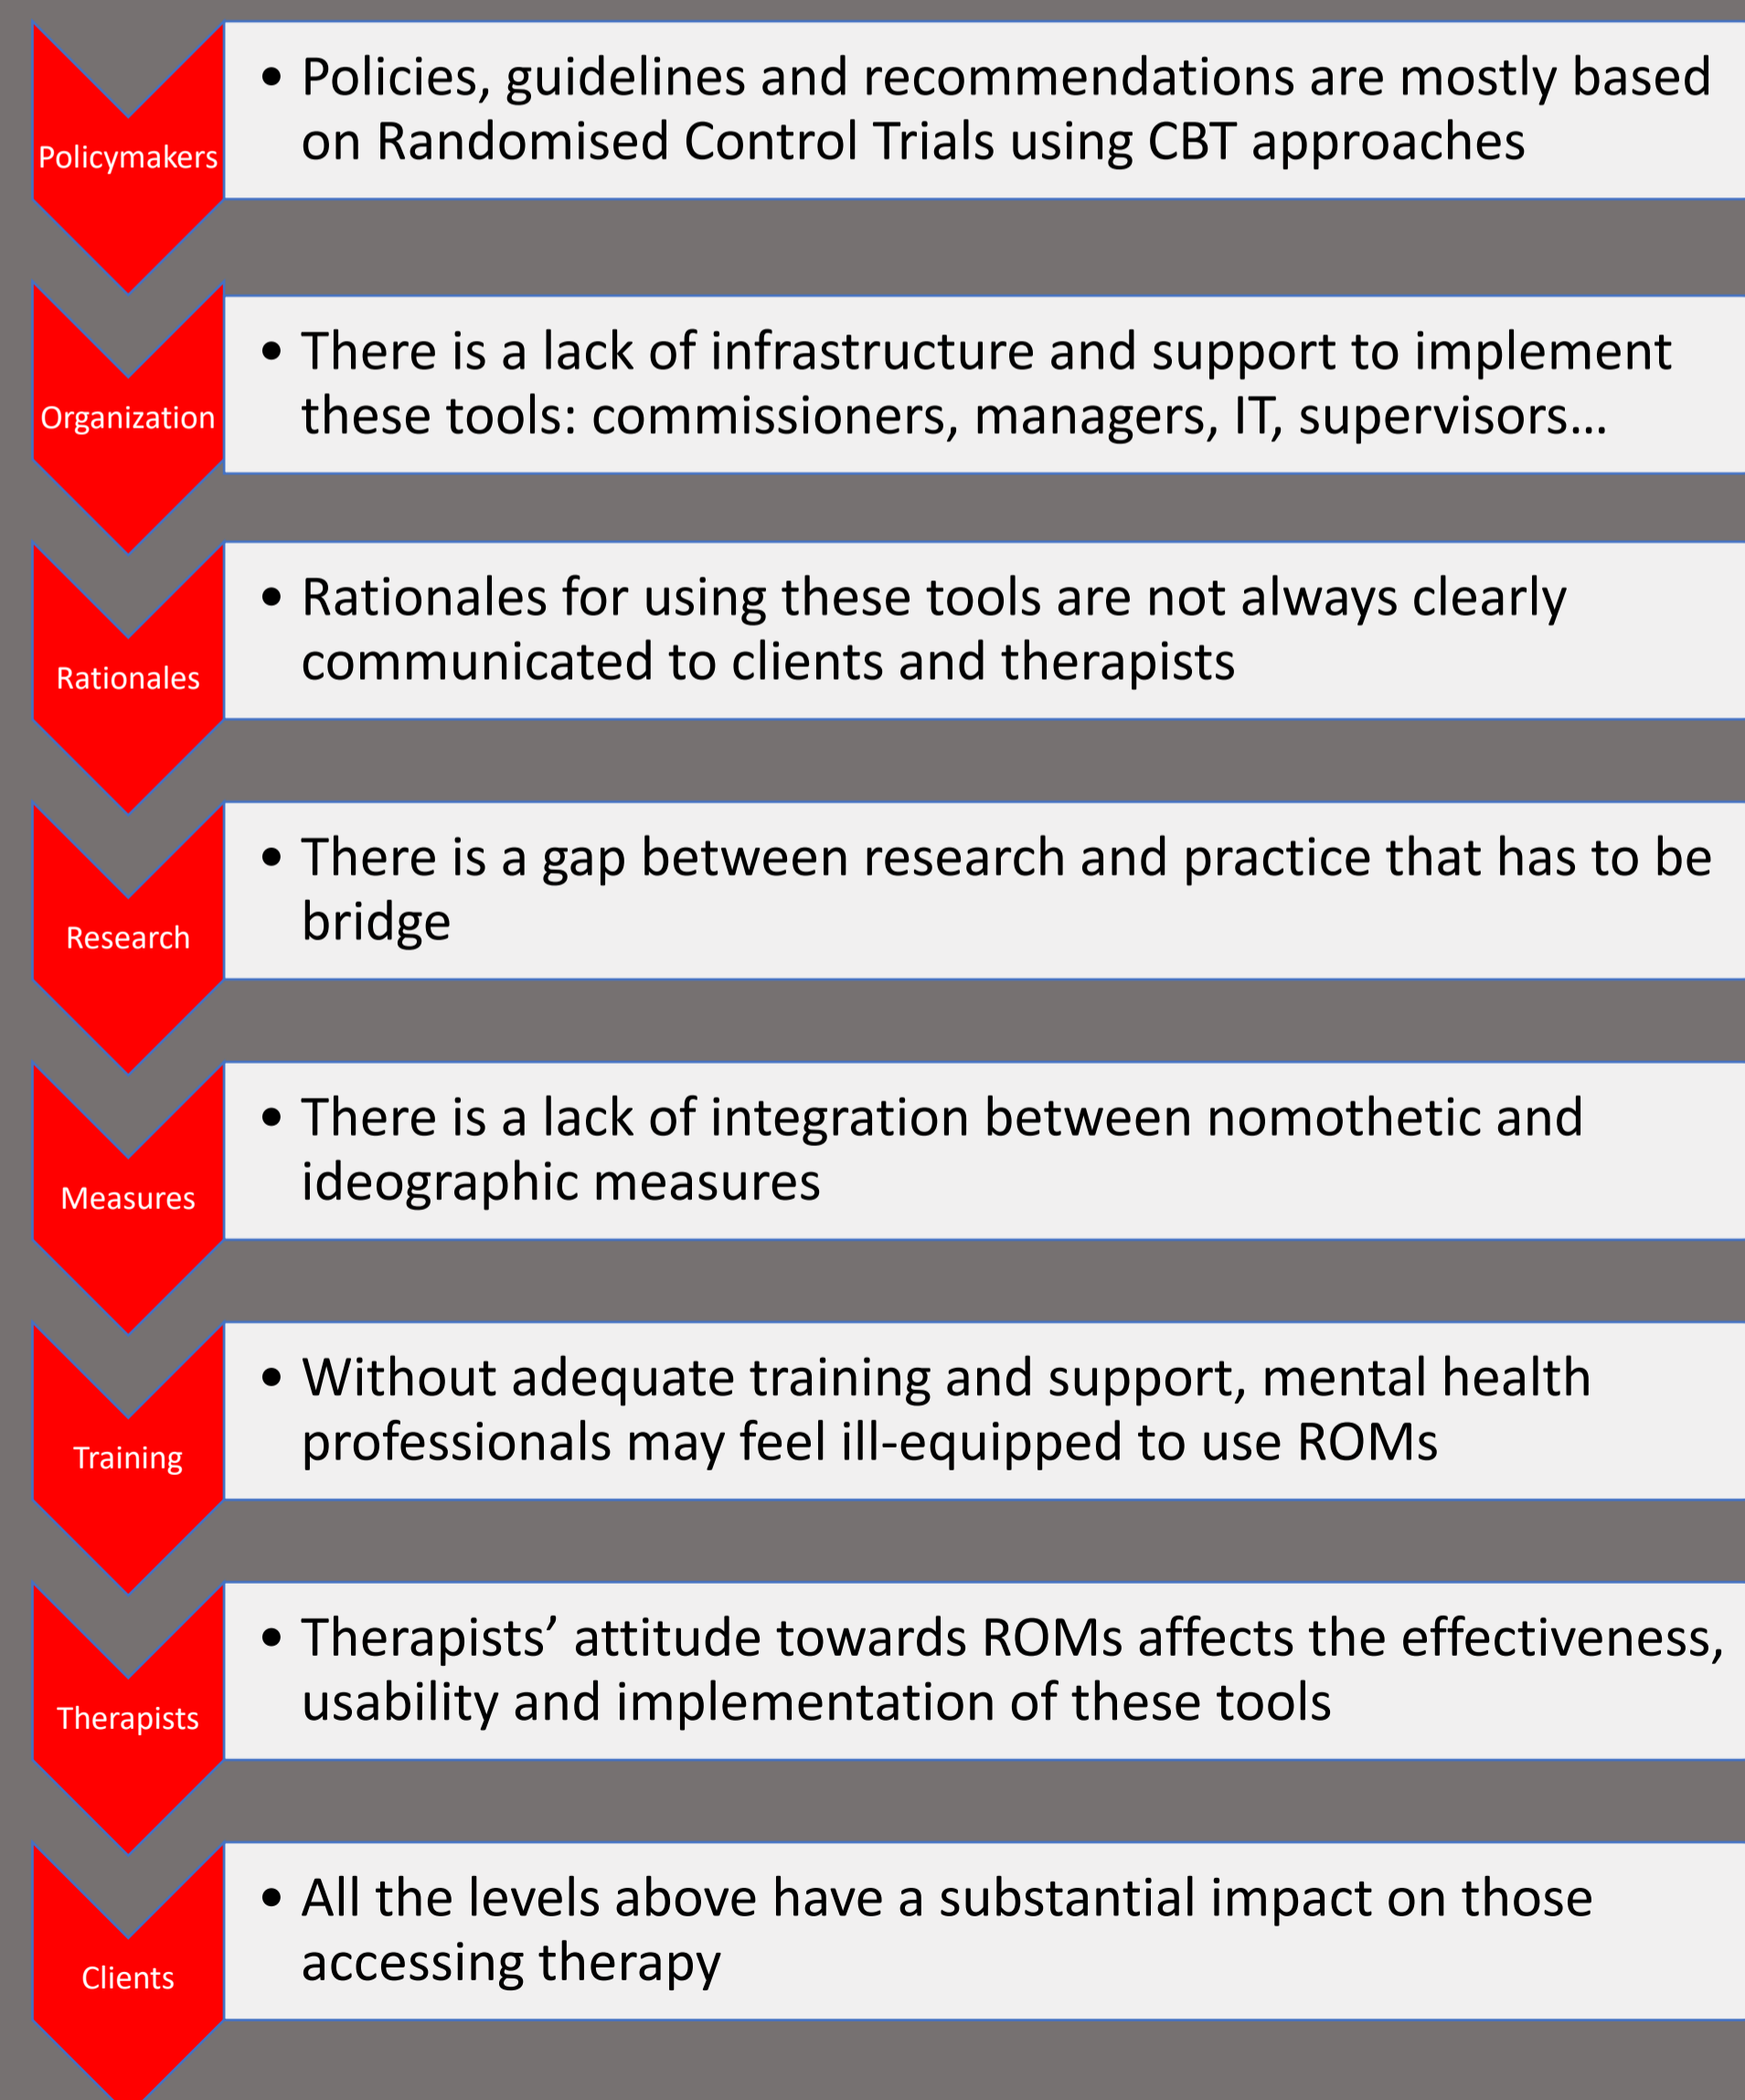 Policymakers
• Policies, guidelines and recommendations are mostly based
on Randomised Control Trials using CBT approaches
Organization
• There is a lack of infrastructure and support to implement
these tools: commissioners, managers, IT, supervisors...
Rationales
• Rationales for using these tools are not always clearly
communicated to clients and therapists
Research
• There is a gap between research and practice that has to be
bridge
Measures
• There is a lack of integration between nomothetic and
ideographic measures
Training
• Without adequate training and support, mental health
professionals may feel ill-equipped to use ROMs
Therapists
• Therapists’ attitude towards ROMs affects the effectiveness,
usability and implementation of these tools
Clients
• All the levels above have a substantial impact on those
accessing therapy